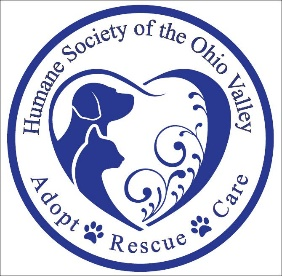 Humane Society of the Ohio Valley
Adopt Rescue Care